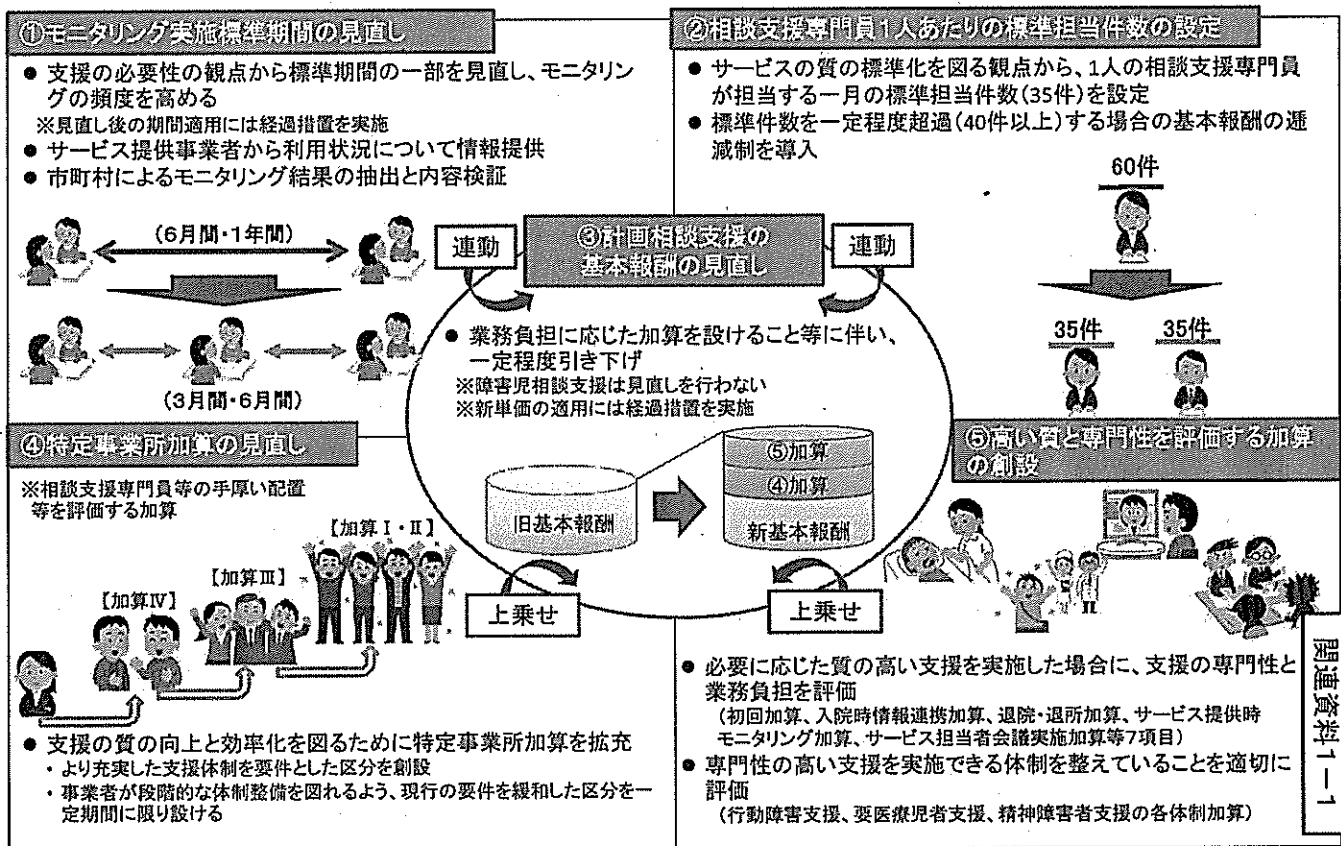 ①モニタリング実施標準期間の見直し
● 支援の必要性の観点から標準期間の一部を見直し、モニタリン
グの頻度を高める
※見直し後の期間適用には経過措置を実施
● サービス提供事業者から利用状況について情報提供
● 市町村によるモニタリング結果の抽出と内容検証
(6月間・1年間)
(3月間・6月間)
②相談支援専門員1人あたりの標準担当件数の設定
● サービスの質の標準化を図る観点から、1人の相談支援専門員
が担当する一月の標準担当件数(35件)を設定
● 標準件数を一定程度超過(40件以上)する場合の基本報酬の逓
減制を導入
60件
35件
35件
連動
③計画相談支援の
基本報酬の見直し
連動
● 業務負担に応じた加算を設けること等に伴い、
一定程度引き下げ
※障害児相談支援は見直しを行わない
※新単価の適用には経過措置を実施
旧基本報酬
⑤加算
④加算
新基本報酬
上乗せ
上乗せ
④特定事業所加算の見直し
※相談支援専門員等の手厚い配置
等を評価する加算
【加算Ⅳ】
【加算Ⅲ】
【加算Ⅰ・Ⅱ】
● 支援の質の向上と効率化を図るために特定事業所加算を拡充
・より充実した支援体制を要件とした区分を創設
・事業者が段階的な体制整備を図れるよう、現行の要件を緩和した区分を一
定期間に限り設ける
⑤高い質と専門性を評価する加算
の創設
● 必要に応じた質の高い支援を実施した場合に、支援の専門性と
業務負担を評価
(初回加算、入院時情報連携加算、退院・退所加算、サービス提供時
モニタリング加算、サービス担当者会議実施加算等7項目)
● 専門性の高い支援を実施できる体制を整えていることを適切に
評価
(行動障害支援、要医療児者支援、精神障害者支援の各体制加算)
関連資料1-1